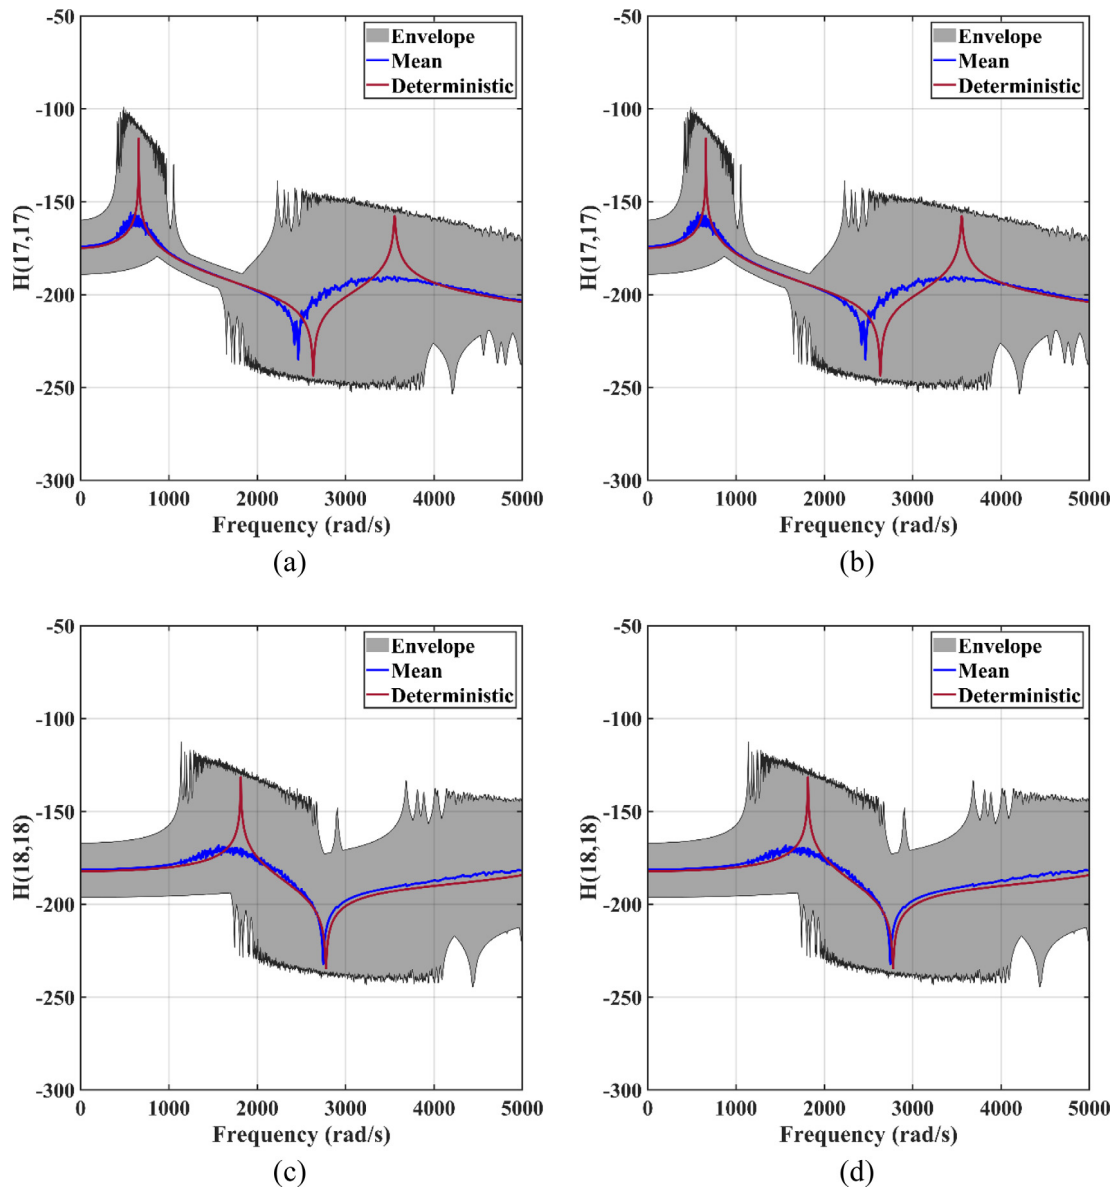 -50
-100
-150
-200
-250
-300
H(17,17)
Envelope
Mean
Deterministic
0 1000 2000 3000 4000 5000
Frequency (rad/s)
(a)
-50
-100
-150
-200
-250
-300
H(17,17)
Envelope
Mean
Deterministic
0 1000 2000 3000 4000 5000
Frequency (rad/s)
(b)
-50
-100
-150
-200
-250
-300
H(18,18)
Envelope
Mean
Deterministic
0 1000 2000 3000 4000 5000
Frequency (rad/s)
(c)
-50
-100
-150
-200
-250
-300
H(18,18)
Envelope
Mean
Deterministic
0 1000 2000 3000 4000 5000
Frequency (rad/s)
(d)